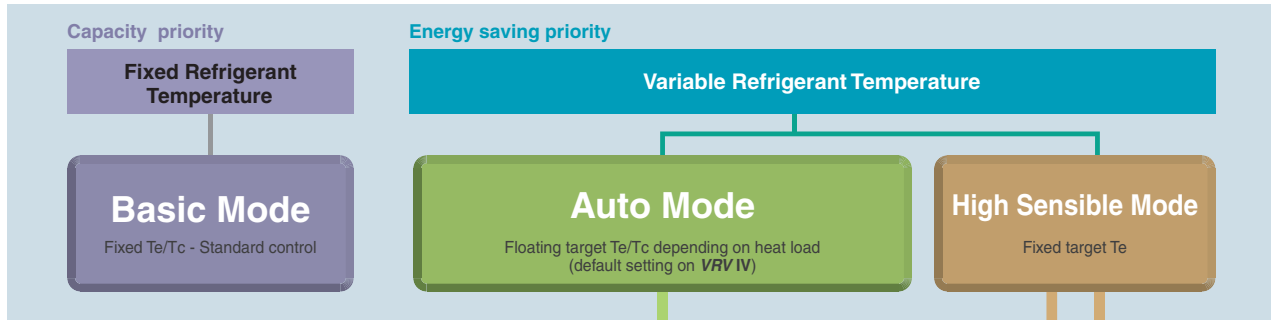 Capacity priority
Energy saving priority
Fixed Refrigerant
Temperature
Variable Refrigerant Temperature
Basic Mode
Fixed Te/Tc - Standard control
Auto Mode
Floating target Te/Tc depending on heat load
(default setting on VRV IV)
High Sensible Mode
Fixed target Te